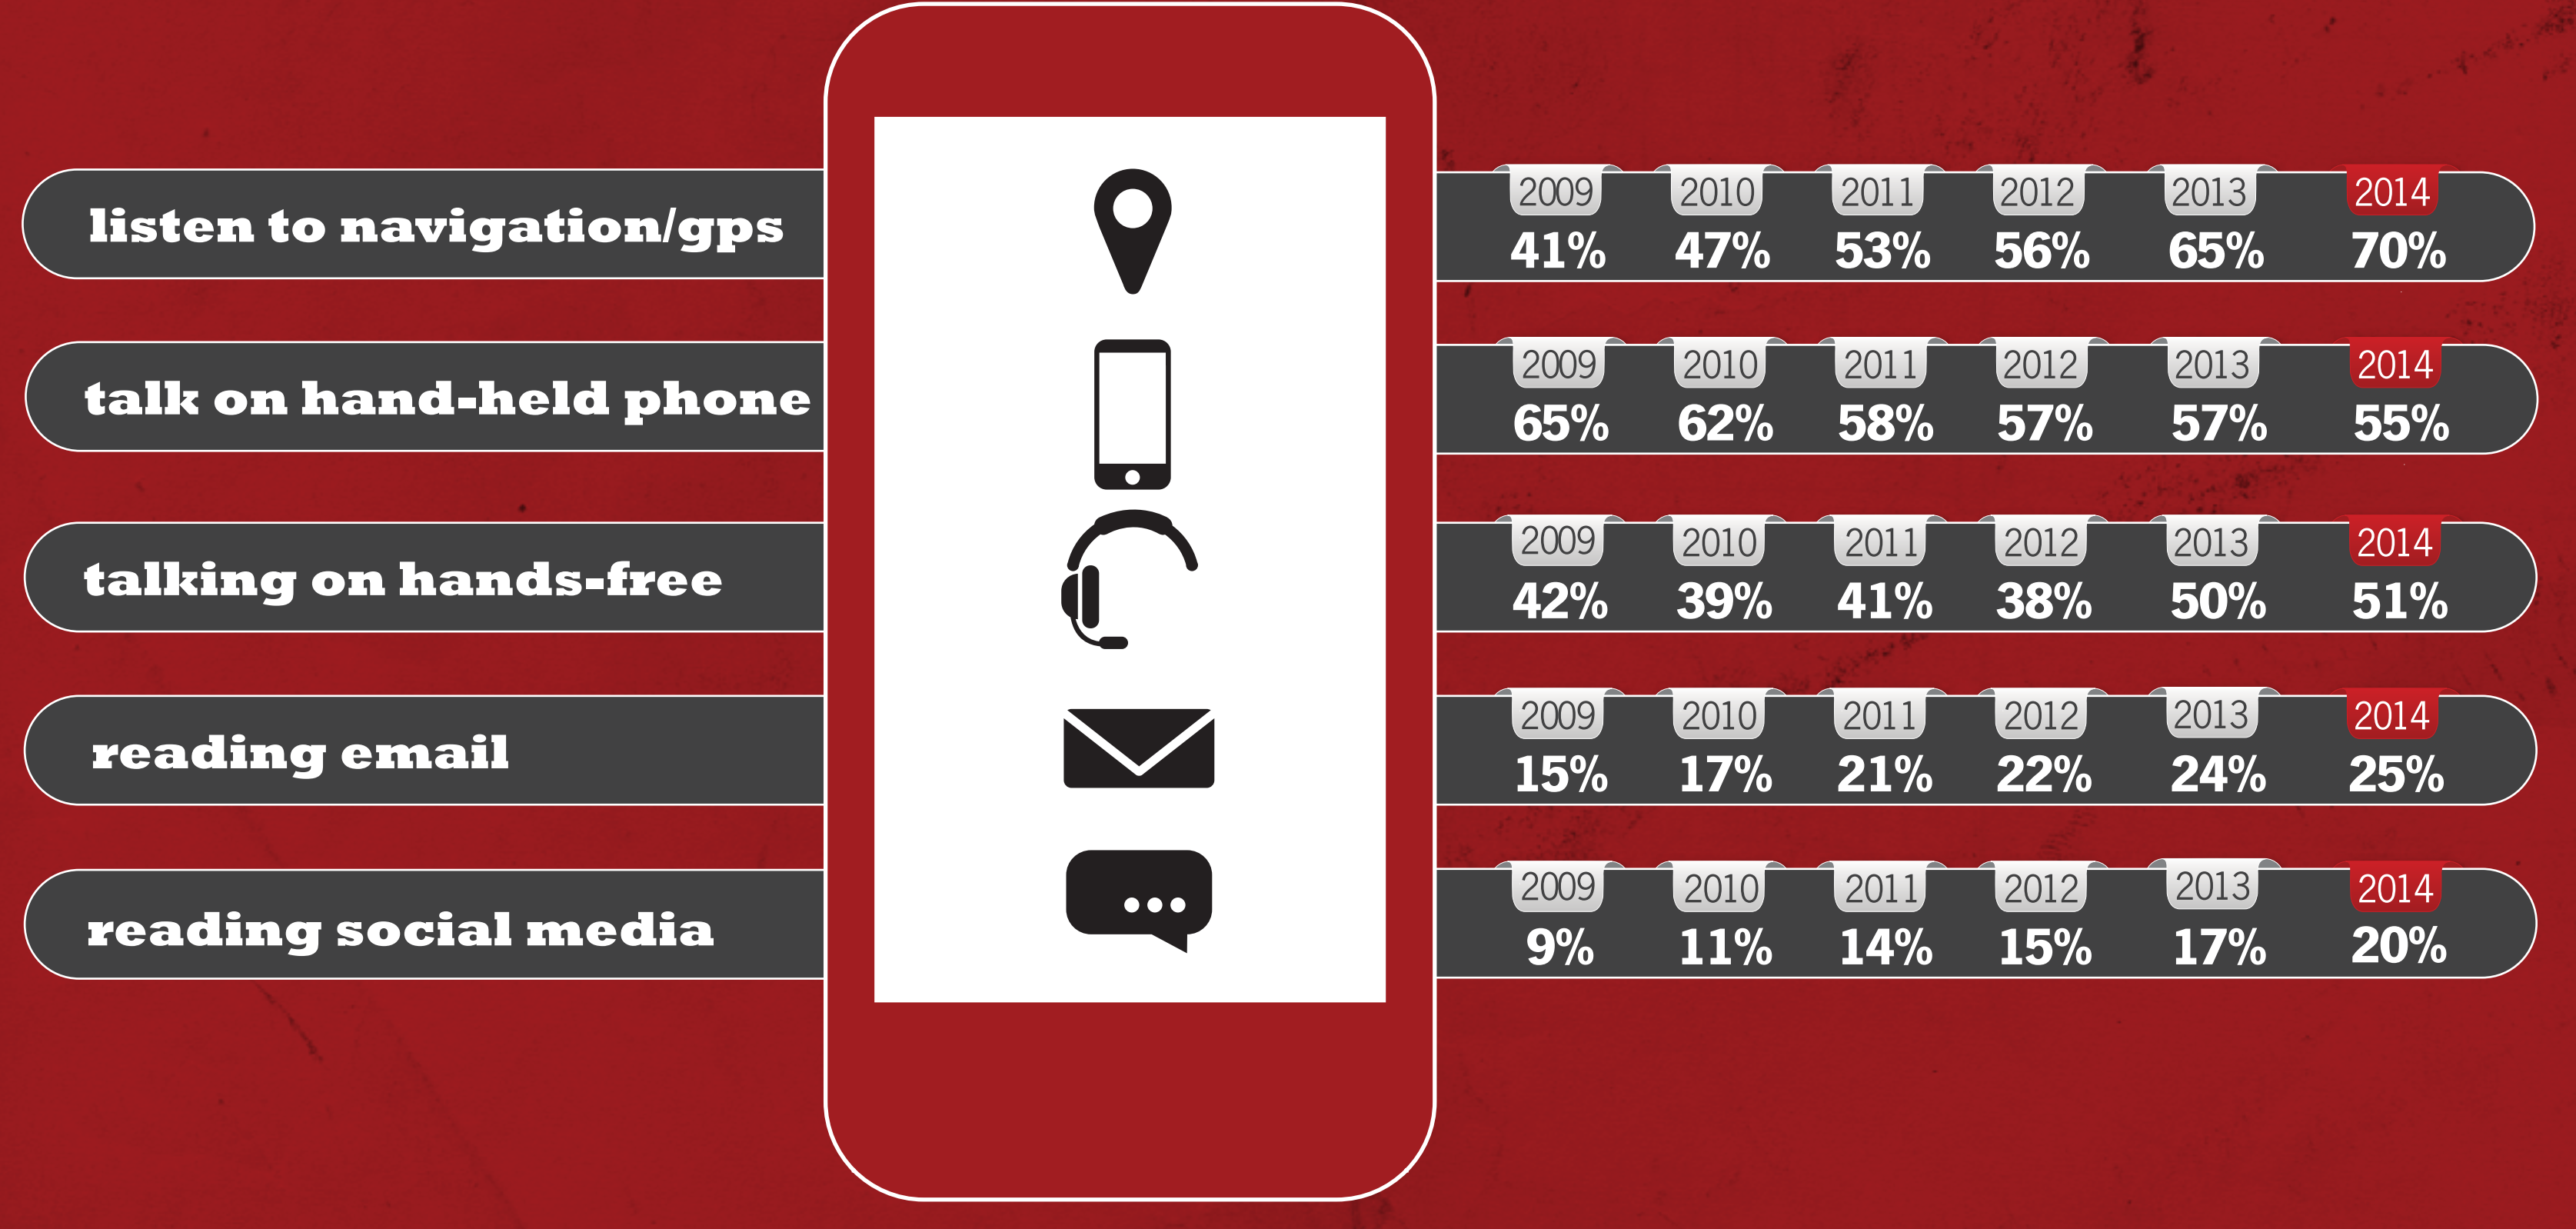 listen to navigation/gps
2009 2010 2011 2012 2013 2014
41% 47% 53% 56% 65% 70%
talk on hand-held phone
2009 2010 2011 2012 2013 2014
65% 62% 58% 57% 57% 55%
talking on hands-free
2009 2010 2011 2012 2013 2014
42% 39% 41% 38% 50% 51%
reading email
2009 2010 2011 2012 2013 2014
15% 17% 21% 22% 24% 25%
reading social media
2009 2010 2011 2012 2013 2014
9% 11% 14% 15% 17% 20%